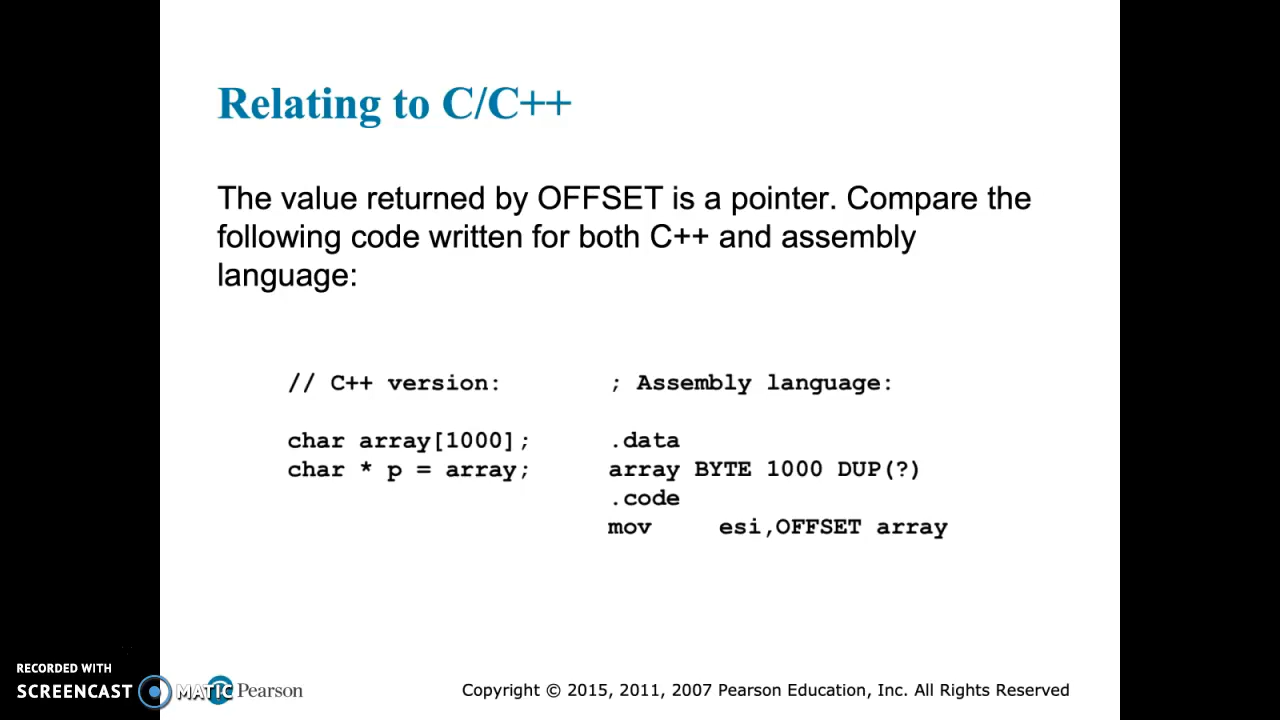 Relating to C/C++
The value returned by OFFSET is a pointer. Compare the
following code written for both C++ and assembly
language:
// C++ version:
char array[1000];
char * p = array;
; Assembly language:
.data
array BYTE 1000 DUP(?)
.code
mov esi,OFFSET array
RECORDED WITH
SCREENCAST MATIC
Pearson
Copyright © 2015, 2011, 2007 Pearson Education, Inc. All Rights Reserved